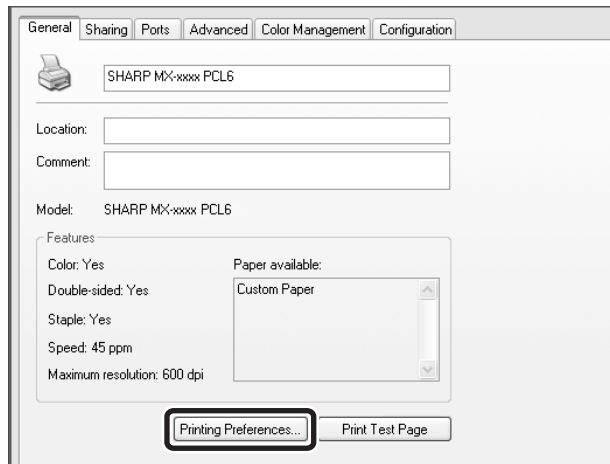 General Sharing Ports Advanced Color Management Configuration
SHARP MX-xxxx PCL6
Location:
Comment:
Model: SHARP MX-xxxx PCL6
Features
Color: Yes Paper available:
Double-sided: Yes Custom Paper
Staple: Yes
Speed: 45 ppm
Maximum resolution: 600 dpi
Printing Preferences... Print Test Page